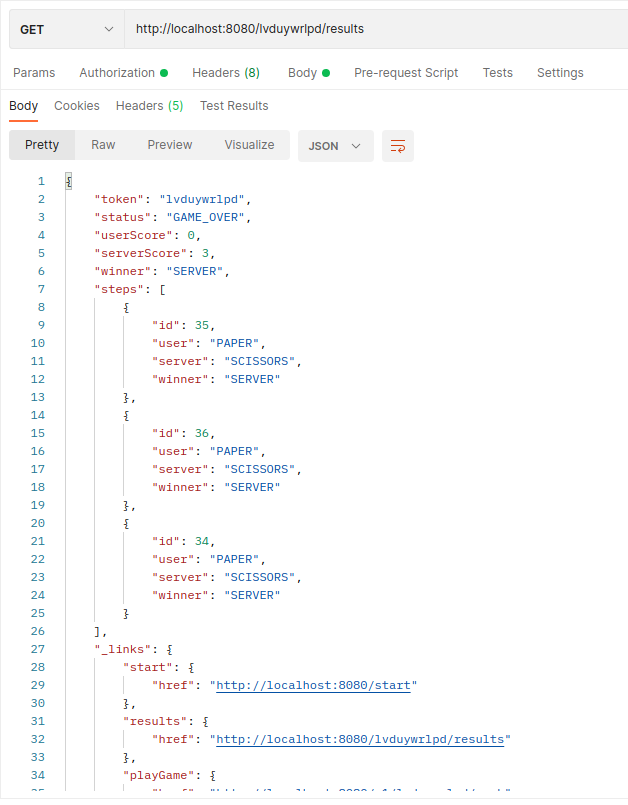 GET http://localhost:8080/lvduywrlpd/results
Params Authorization Headers (8) Body Pre-request Script Tests Settings
Body Cookies Headers (5) Test Results
Pretty Raw Preview Visualize JSON
1 {
2 "token": "lvduywrlpd",
3 "status": "GAME_OVER",
4 "userScore": 0,
5 "serverScore": 3,
6 "winner": "SERVER",
7 "steps": [
8 {
9 "id": 35,
10 "user": "PAPER",
11 "server": "SCISSORS",
12 "winner": "SERVER"
13 },
14 {
15 "id": 36,
16 "user": "PAPER",
17 "server": "SCISSORS",
18 "winner": "SERVER"
19 },
20 {
21 "id": 34,
22 "user": "PAPER",
23 "server": "SCISSORS",
24 "winner": "SERVER"
25 }
26 ],
27 "_links": {
28 "start": {
29 "href": "http://localhost:8080/start"
30 },
31 "results": {
32 "href": "http://localhost:8080/lvduywrlpd/results"
33 },
34 "playGame": {